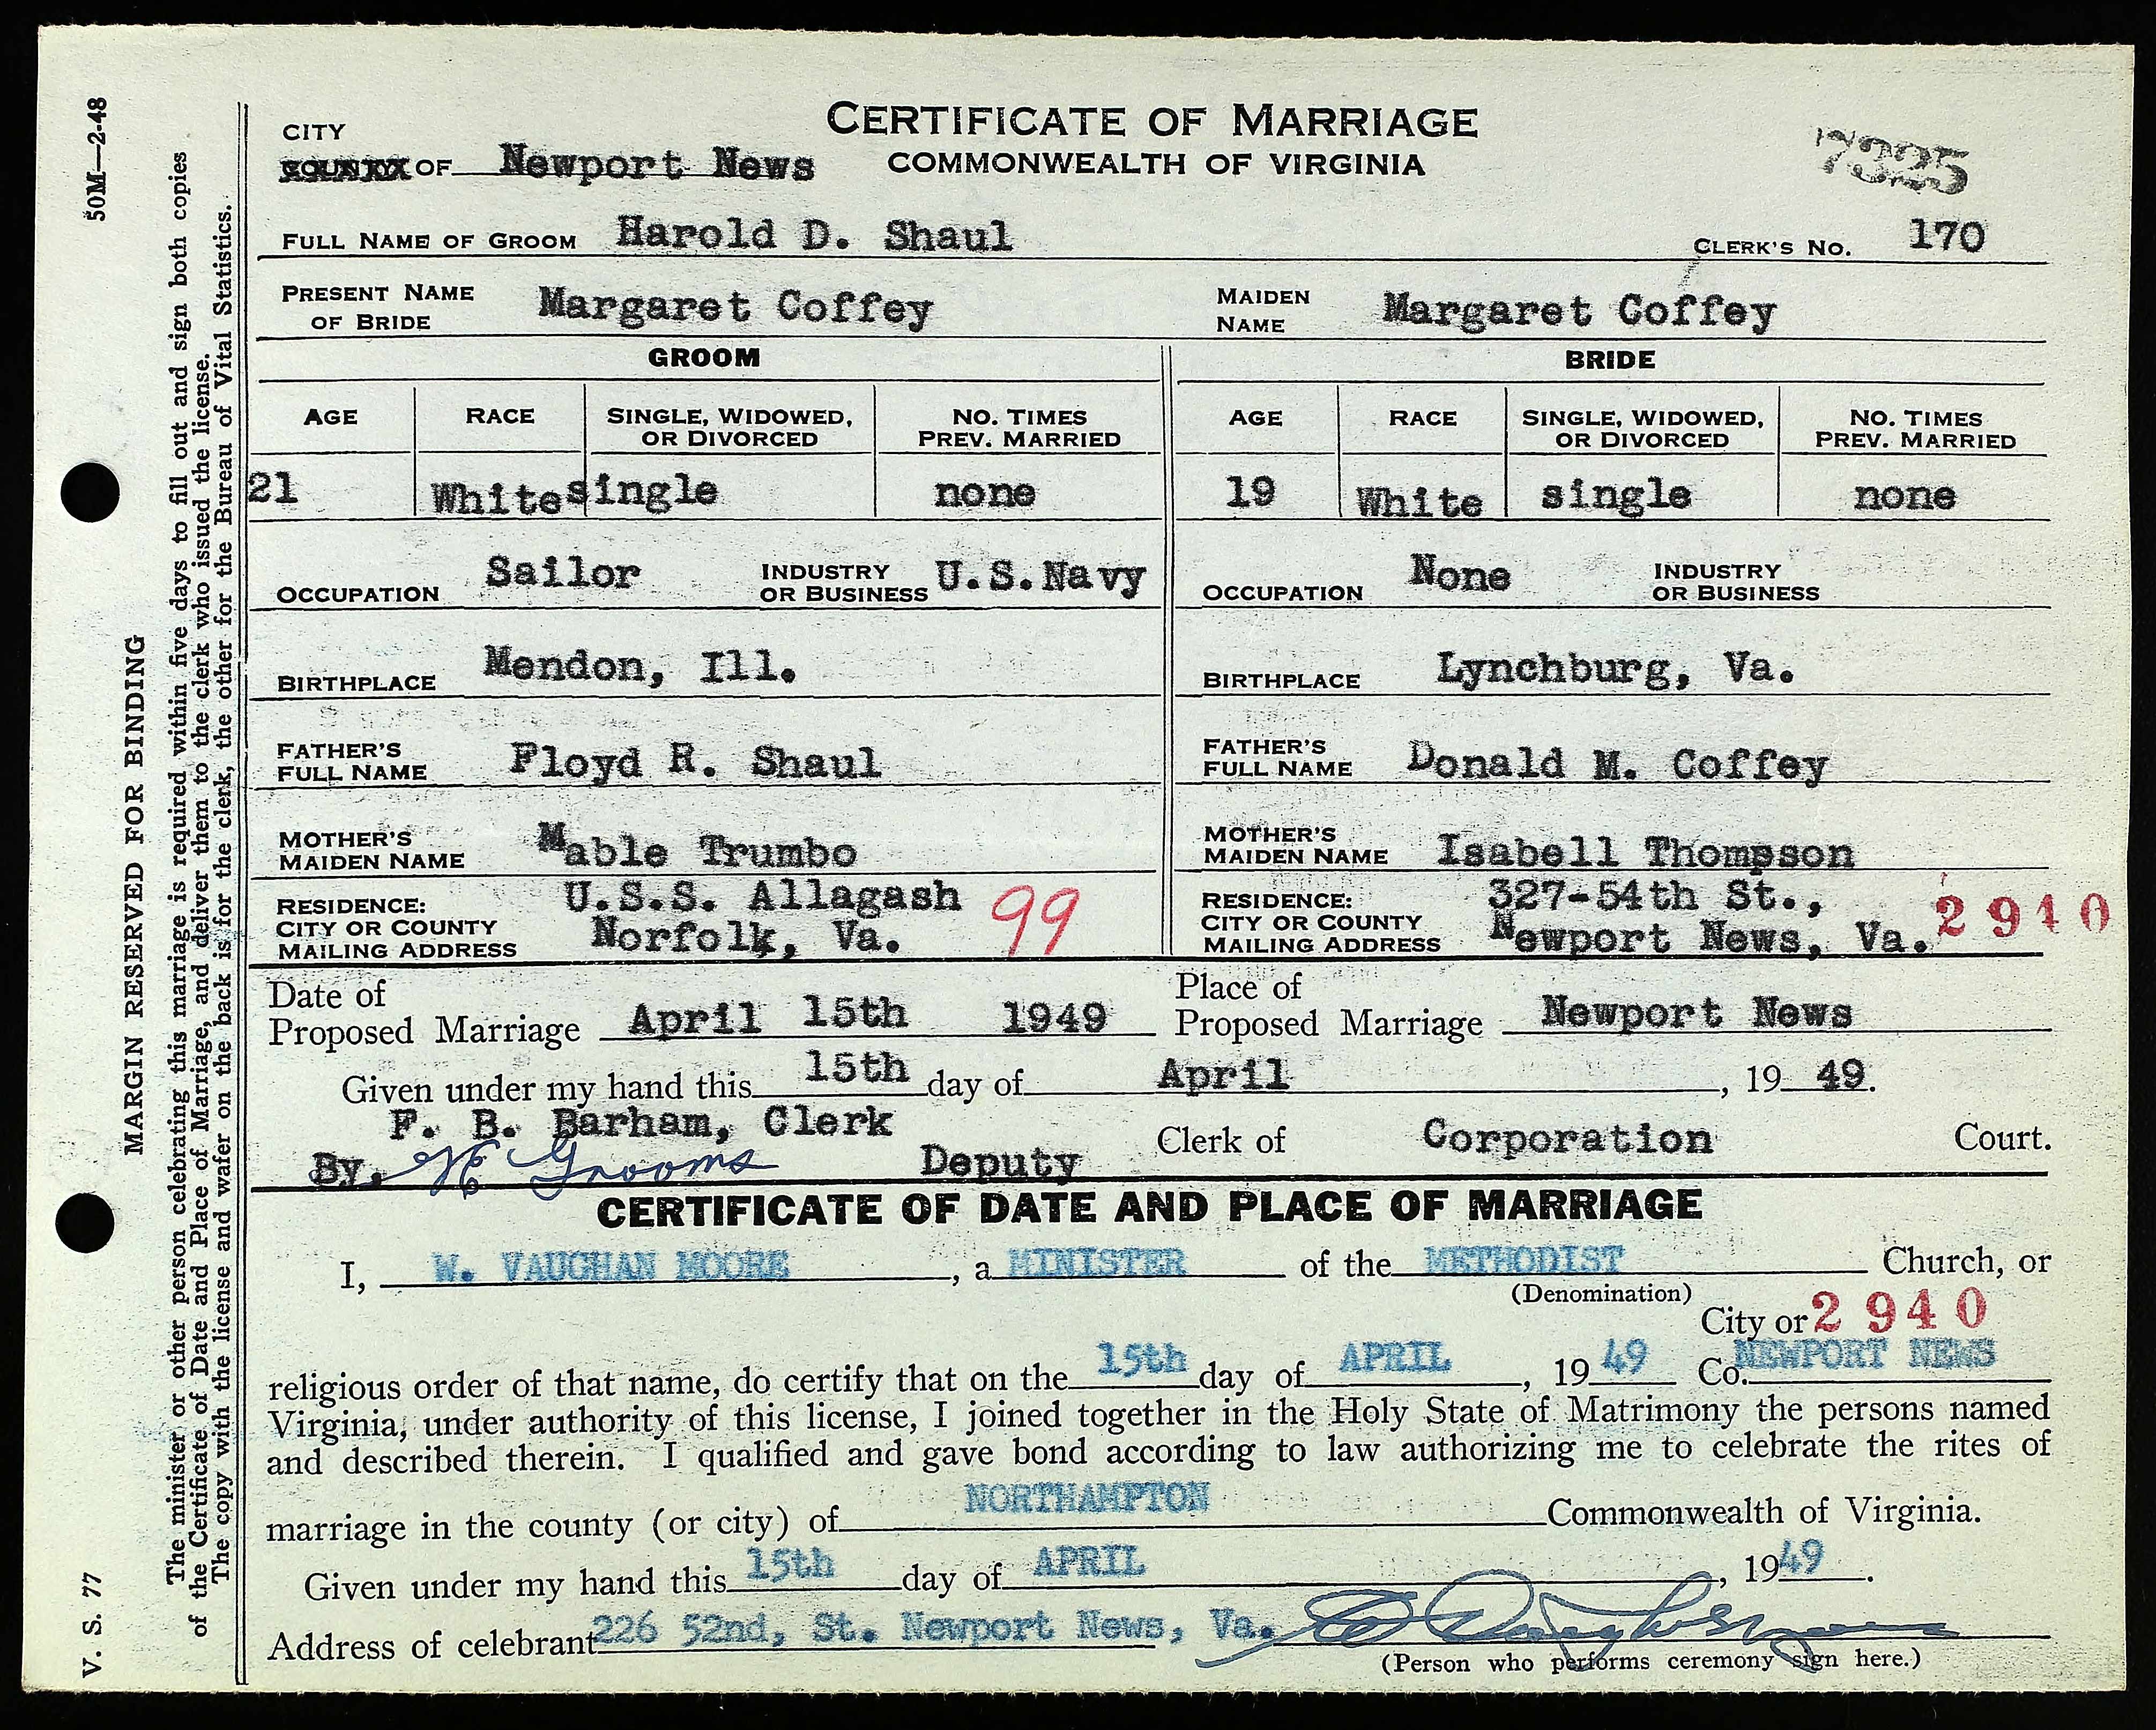 50M—2-48
MARGIN RESERVED FOR BINDING
The minister or other person celebrating this marriage is required within five days to fill out and sign both copies
of the Certificate of Date and Place of Marriage, and deliver them to the clerk who issued the license.
The copy with the license and wafer on the back is for the clerk, the other for the Bureau of Vital Statistics.
V. S. 77
CERTIFICATE OF MARRIAGE
COMMONWEALTH OF VIRGINIA
7325
CITY
COUNTY OF Newport News
FULL NAME OF GROOM Harold D. Shaul CLERK'S NO. 170
PRESENT NAME OF BRIDE Margaret Coffey MAIDEN NAME Margaret Coffey
GROOM BRIDE
AGE RACE SINGLE, WIDOWED, OR DIVORCED NO. TIMES PREV. MARRIED AGE RACE SINGLE, WIDOWED, OR DIVORCED NO. TIMES PREV. MARRIED
21 White single none 19 White single none
OCCUPATION Sailor INDUSTRY OR BUSINESS U.S.Navy OCCUPATION None INDUSTRY OR BUSINESS
BIRTHPLACE Mendon, Ill. BIRTHPLACE Lynchburg, Va.
FATHER'S FULL NAME Floyd R. Shaul FATHER'S FULL NAME Donald M. Coffey
MOTHER'S MAIDEN NAME Mable Trumbo MOTHER'S MAIDEN NAME Isabell Thompson
RESIDENCE: CITY OR COUNTY MAILING ADDRESS U.S.S. Allagash Norfolk, Va. 99 RESIDENCE: CITY OR COUNTY MAILING ADDRESS 327-54th St., Newport News, Va. 2910
Date of Proposed Marriage April 15th 1949 Place of Proposed Marriage Newport News
Given under my hand this 15th day of April, 19 49.
F. B. Barham, Clerk Clerk of Corporation Court.
By. Grooms Deputy
CERTIFICATE OF DATE AND PLACE OF MARRIAGE
I, W. VAUGHAN MOORE, a MINISTER of the METHODIST Church, or
(Denomination)
City or 2940
religious order of that name, do certify that on the 15th day of APRIL, 19 49 Co. NEWPORT NEWS
Virginia, under authority of this license, I joined together in the Holy State of Matrimony the persons named
and described therein. I qualified and gave bond according to law authorizing me to celebrate the rites of
marriage in the county (or city) of NORTHAMPTON Commonwealth of Virginia.
Given under my hand this 15th day of APRIL, 1949.
Address of celebrant 226 52nd, St. Newport News, Va.
(Person who performs ceremony sign here.)